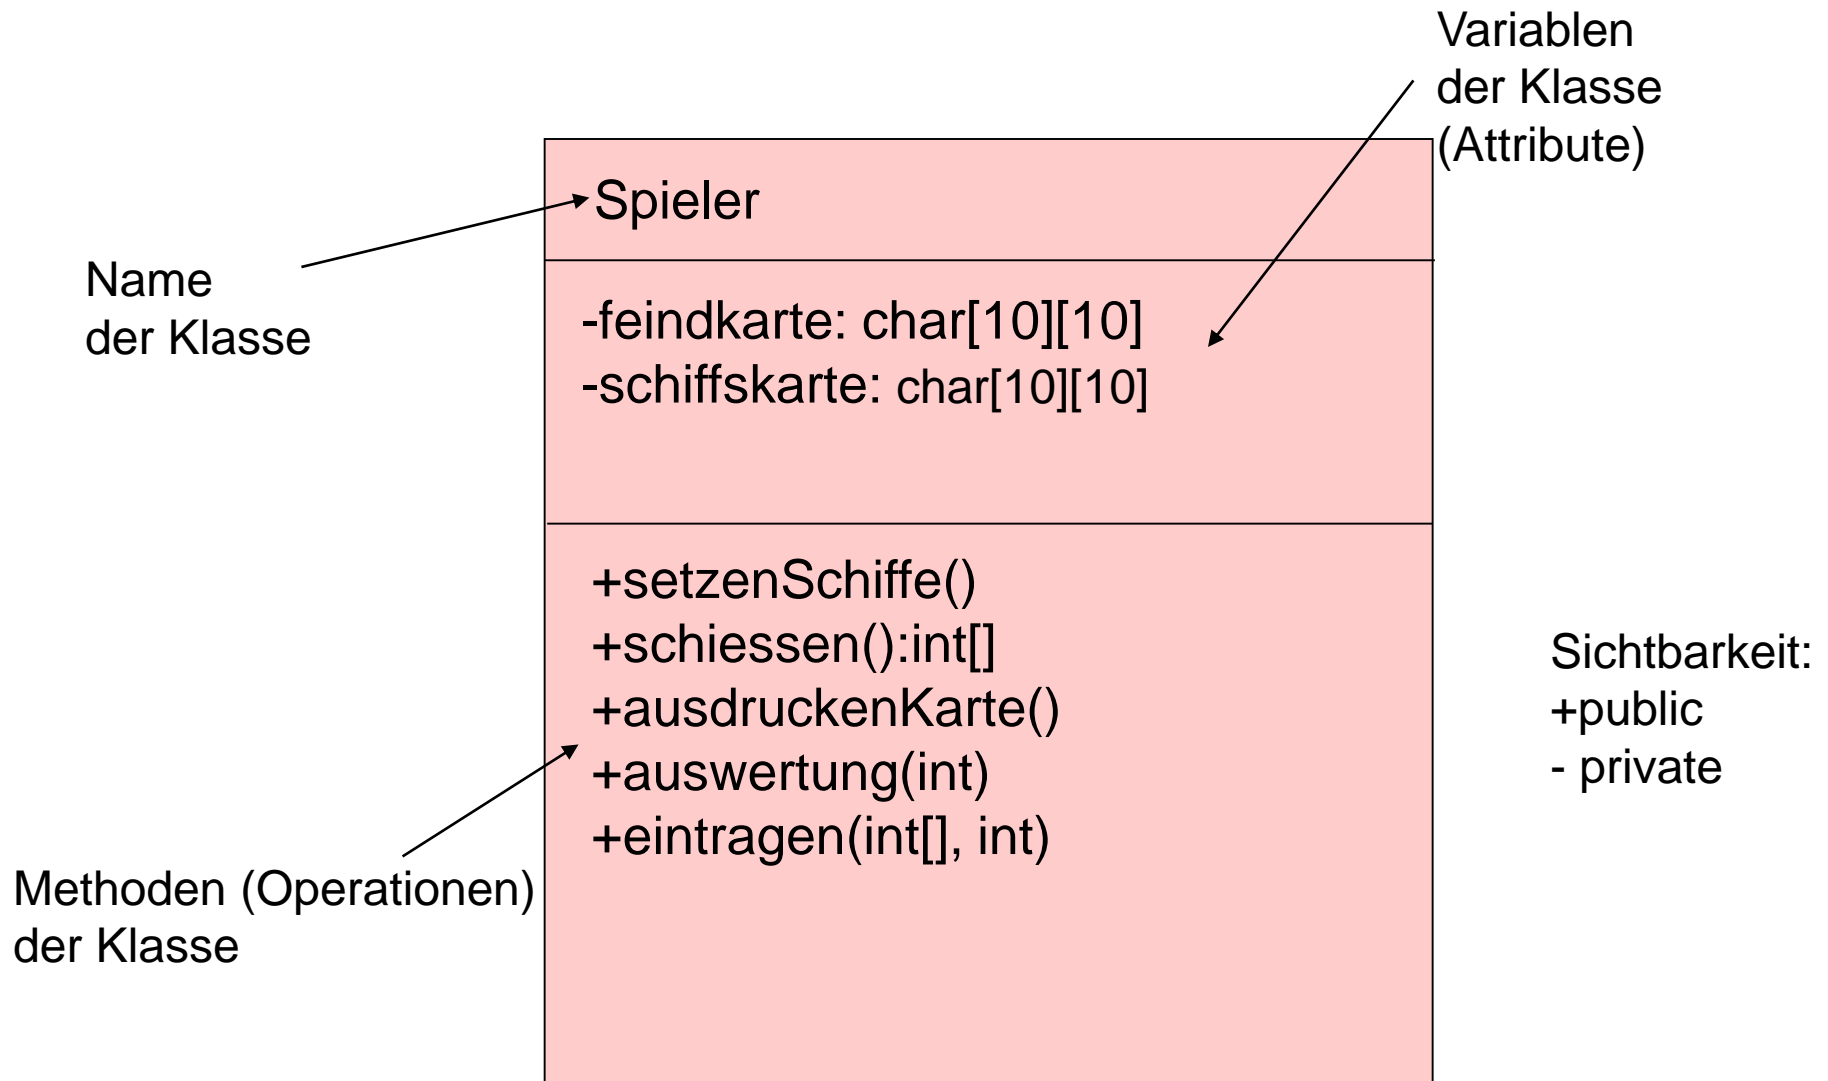 Variablen
der Klasse
(Attribute)
Spieler
Name
der Klasse
-feindkarte: char[10][10]
-schiffskarte: char[10][10]
+setzenSchiffe()
+schiessen():int[]
+ausdruckenKarte()
+auswertung(int)
+eintragen(int[], int)
Sichtbarkeit:
+public
- private
Methoden (Operationen)
der Klasse